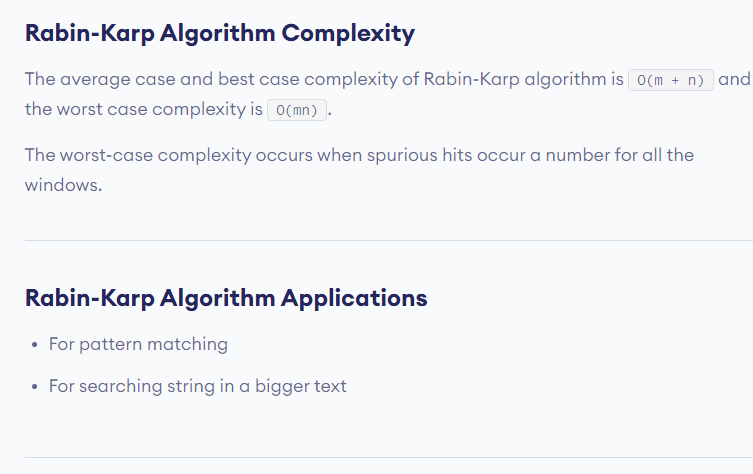 Rabin-Karp Algorithm Complexity
The average case and best case complexity of Rabin-Karp algorithm is O(m + n) and
the worst case complexity is O(mn).
The worst-case complexity occurs when spurious hits occur a number for all the
windows.
Rabin-Karp Algorithm Applications
• For pattern matching
• For searching string in a bigger text